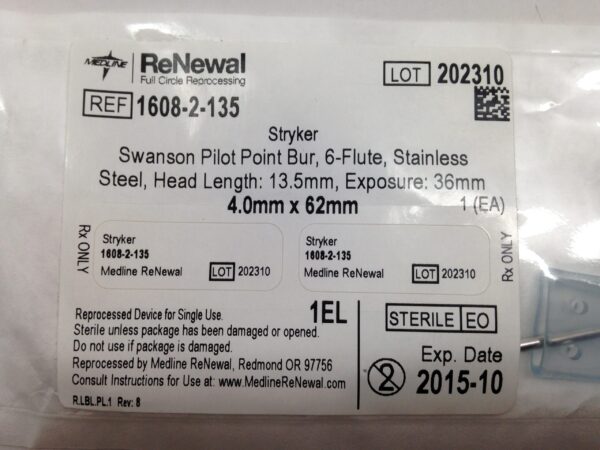 MEDLINE
ReNewal
Full Circle Reprocessing
LOT 202310
REF 1608-2-135
Stryker
Swanson Pilot Point Bur, 6-Flute, Stainless
Steel, Head Length: 13.5mm, Exposure: 36mm
4.0mm x 62mm 1 (EA)
Rx ONLY
Stryker
1608-2-135
Medline ReNewal LOT 202310
Stryker
1608-2-135
Medline ReNewal LOT 202310
Rx ONLY
Reprocessed Device for Single Use.
Sterile unless package has been damaged or opened.
Do not use if package is damaged.
Reprocessed by Medline ReNewal, Redmond OR 97756
Consult Instructions for Use at: www.MedlineReNewal.com
R.LBL.PL.1 Rev: B
1EL
STERILE EO
2
Exp. Date
2015-10